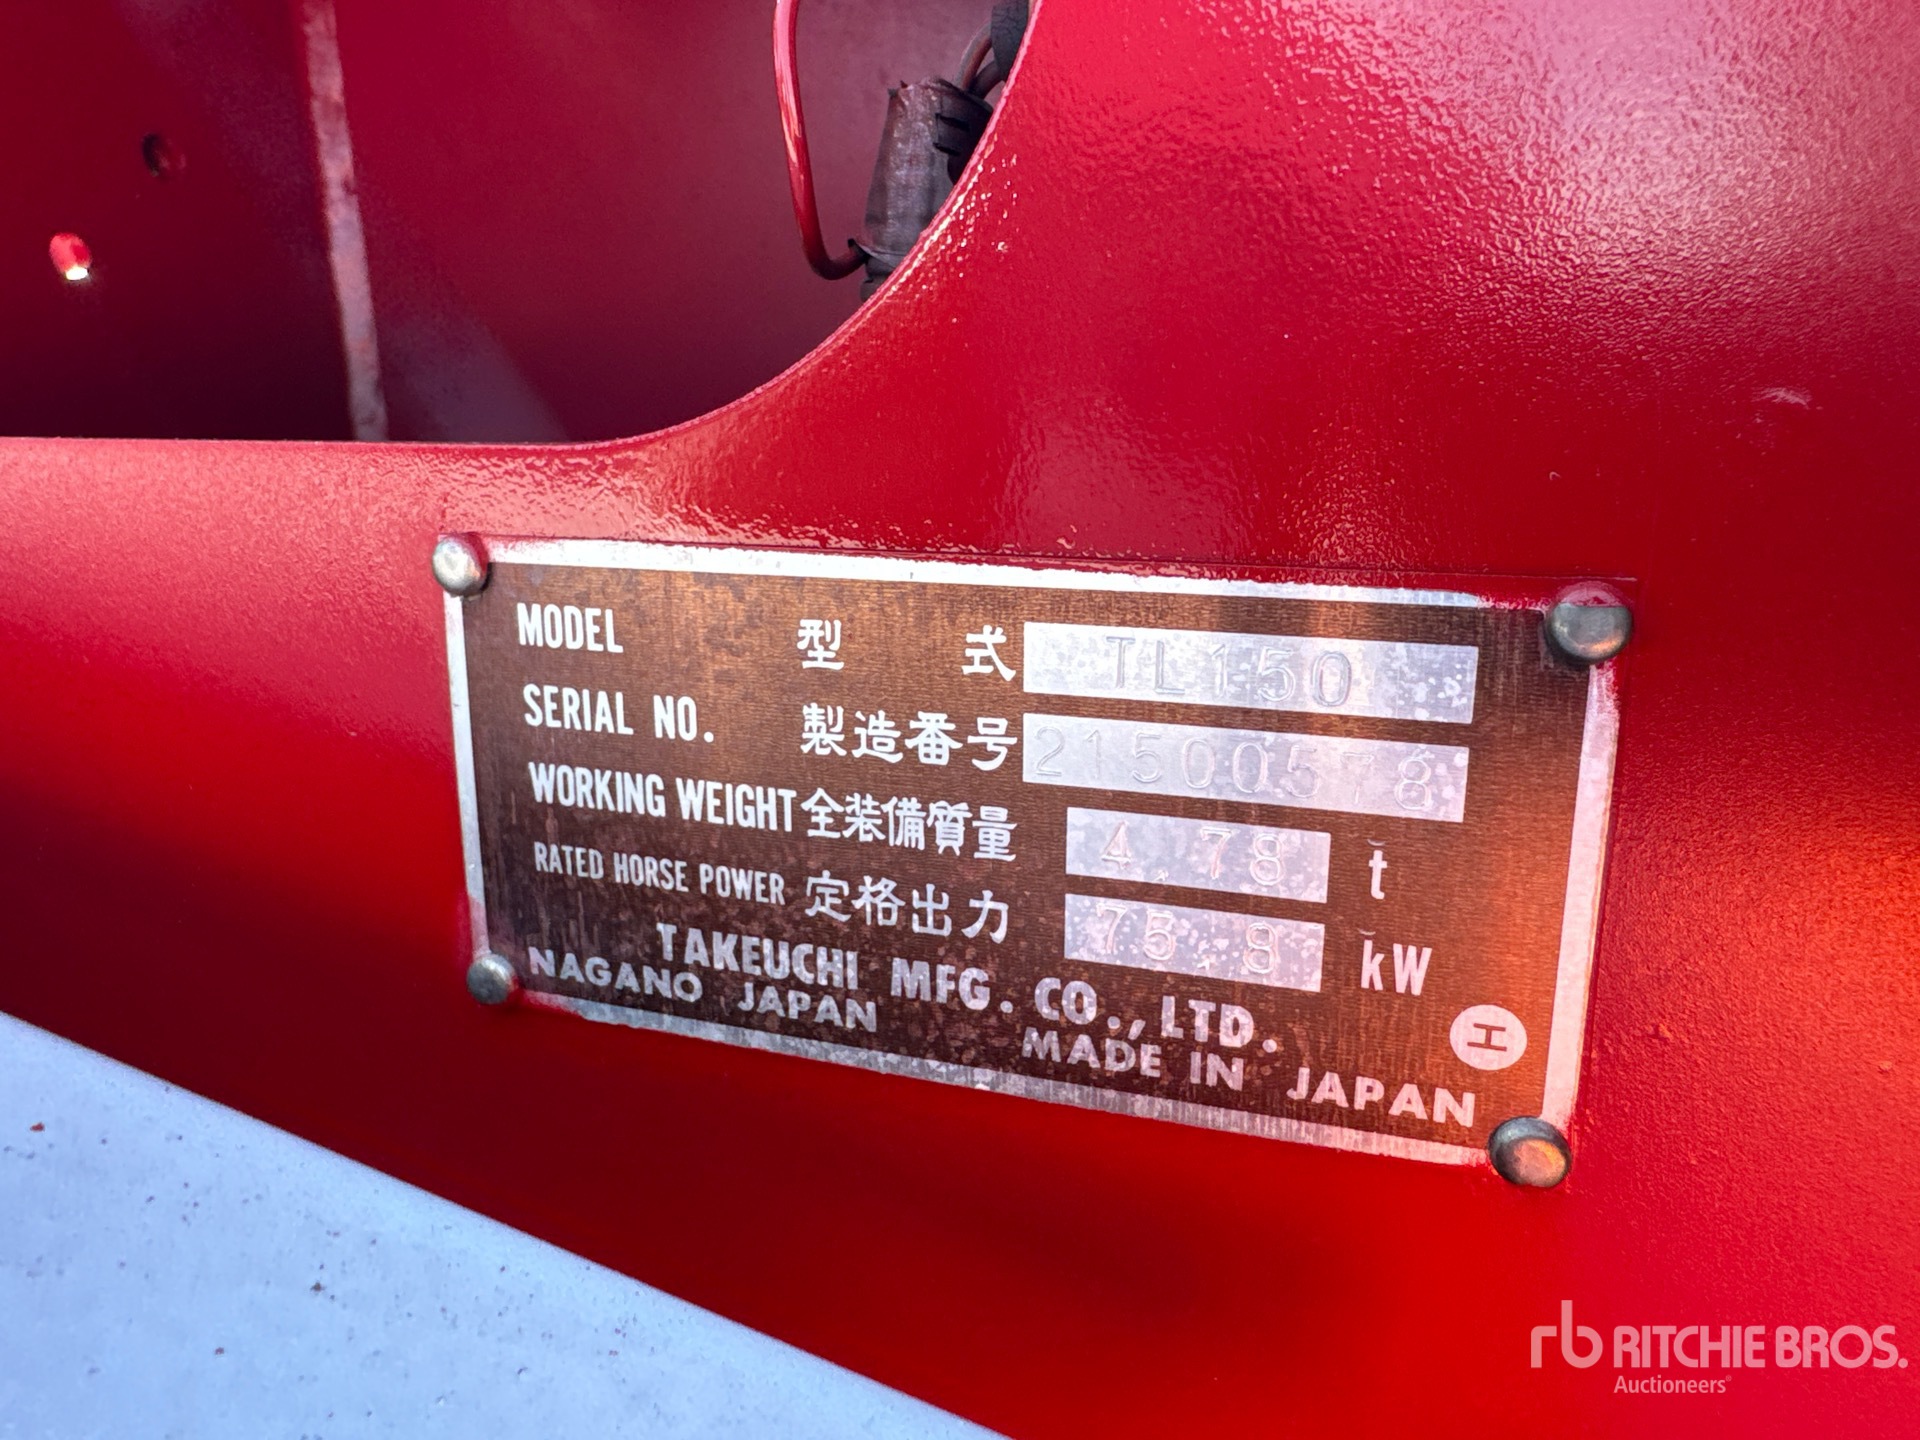 MODEL 型 式 TL150
SERIAL NO. 製造番号 21500578
WORKING WEIGHT 全装備質量 4.78 t
RATED HORSE POWER 定格出力 75.8 kW
TAKEUCHI MFG. CO., LTD.
NAGANO JAPAN
MADE IN JAPAN
エ
rb RITCHIE BROS.
Auctioneers